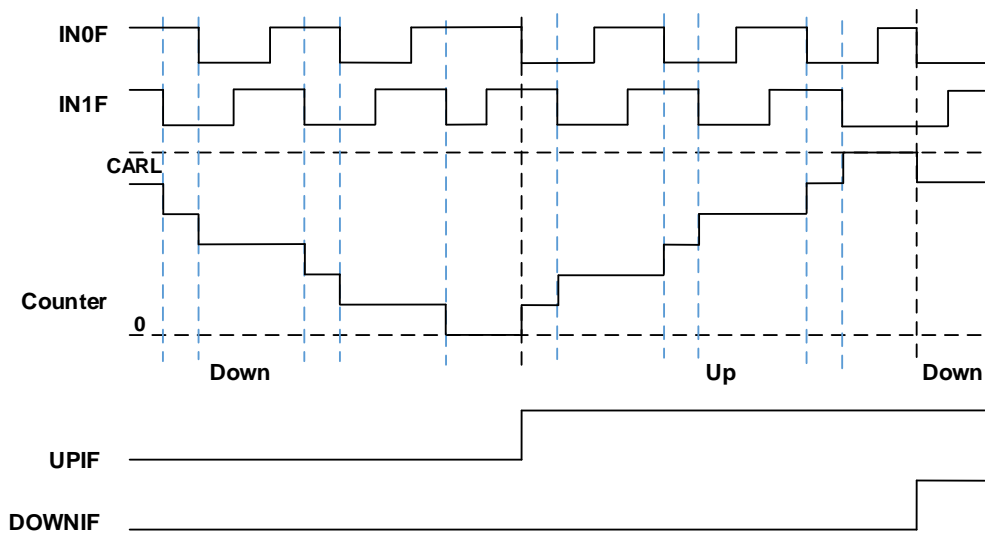 IN0F
IN1F
CARL
Counter
0
Down Up Down
UPIF
DOWNIF